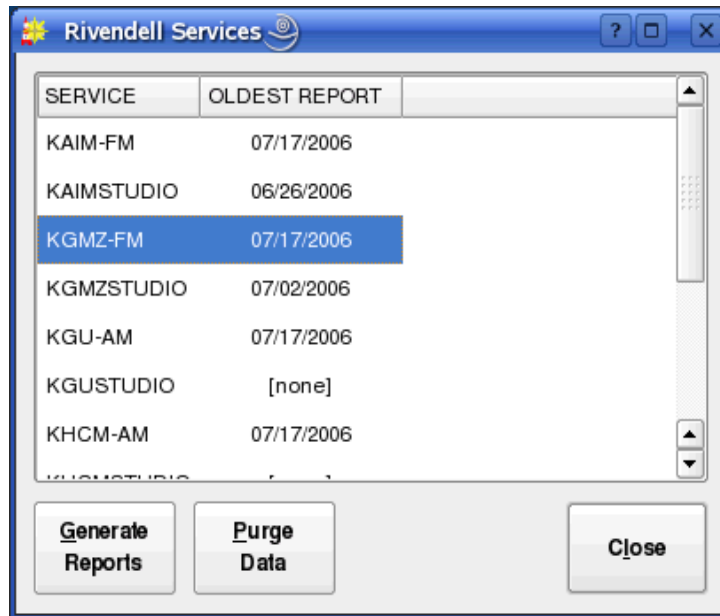 Rivendell Services
SERVICE OLDEST REPORT
KAIM-FM 07/17/2006
KAIMSTUDIO 06/26/2006
KGMZ-FM 07/17/2006
KGMZSTUDIO 07/02/2006
KGU-AM 07/17/2006
KGUSTUDIO [none]
KHCM-AM 07/17/2006
Generate Purge
Reports Data
Close